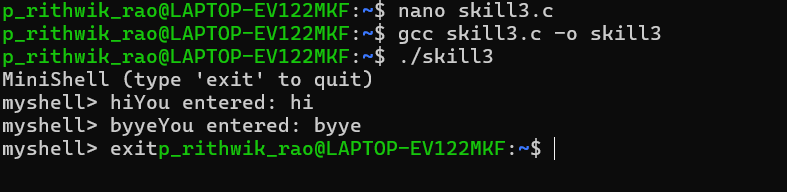 p_rithwik_rao@LAPTOP-EV122MKF:~$ nano skill3.c
p_rithwik_rao@LAPTOP-EV122MKF:~$ gcc skill3.c -o skill3
p_rithwik_rao@LAPTOP-EV122MKF:~$ ./skill3
MiniShell (type 'exit' to quit)
myshell> hiYou entered: hi
myshell> byyeYou entered: byye
myshell> exitp_rithwik_rao@LAPTOP-EV122MKF:~$